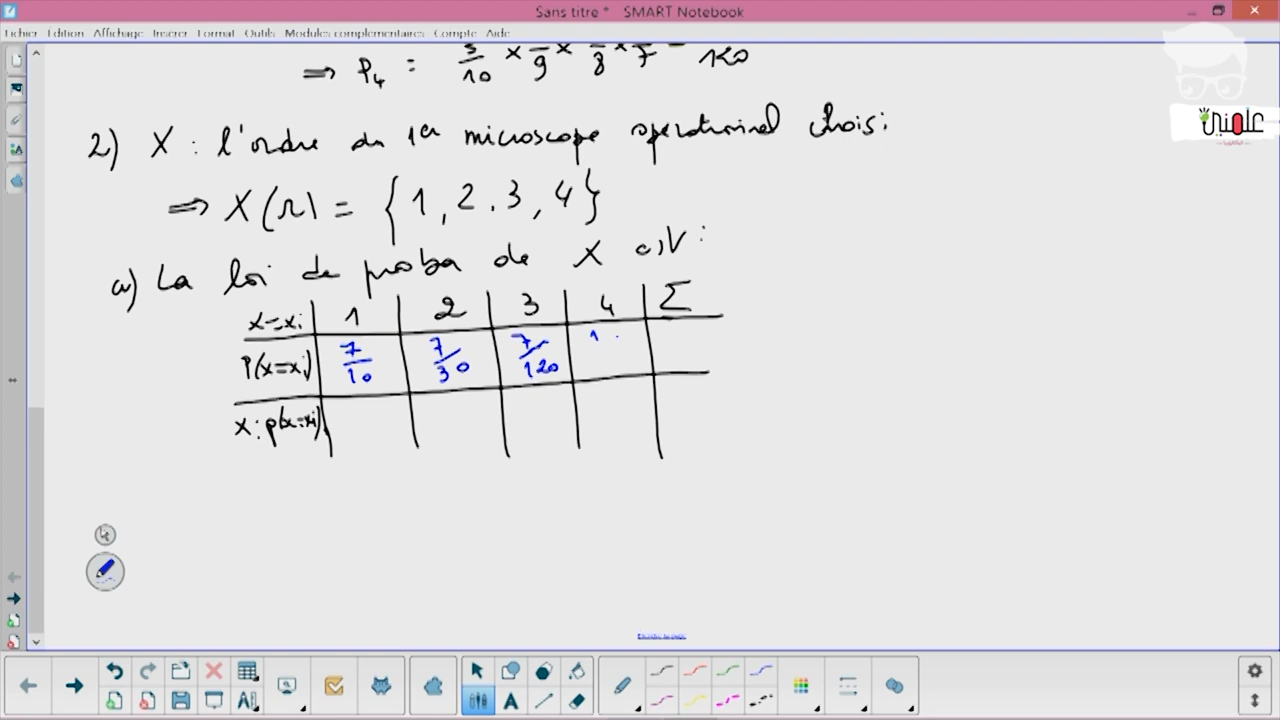 Sans titre * SMART Notebook
Fichier Edition Affichage Insérer Format Outils Modules complémentaires Compte Aide
⇒ P4 : 3/10 × /9 × /8 × /7 = 120
علمني
2) X : l'ordre du 1er microscope opérationnel choisi
⇒ X(Ω) = {1, 2, 3, 4}
a) La loi de proba de X est :
X=xi 1 2 3 4 Σ
P(X=xi) 7/10 7/30 7/120 1
xi p(X=xi)